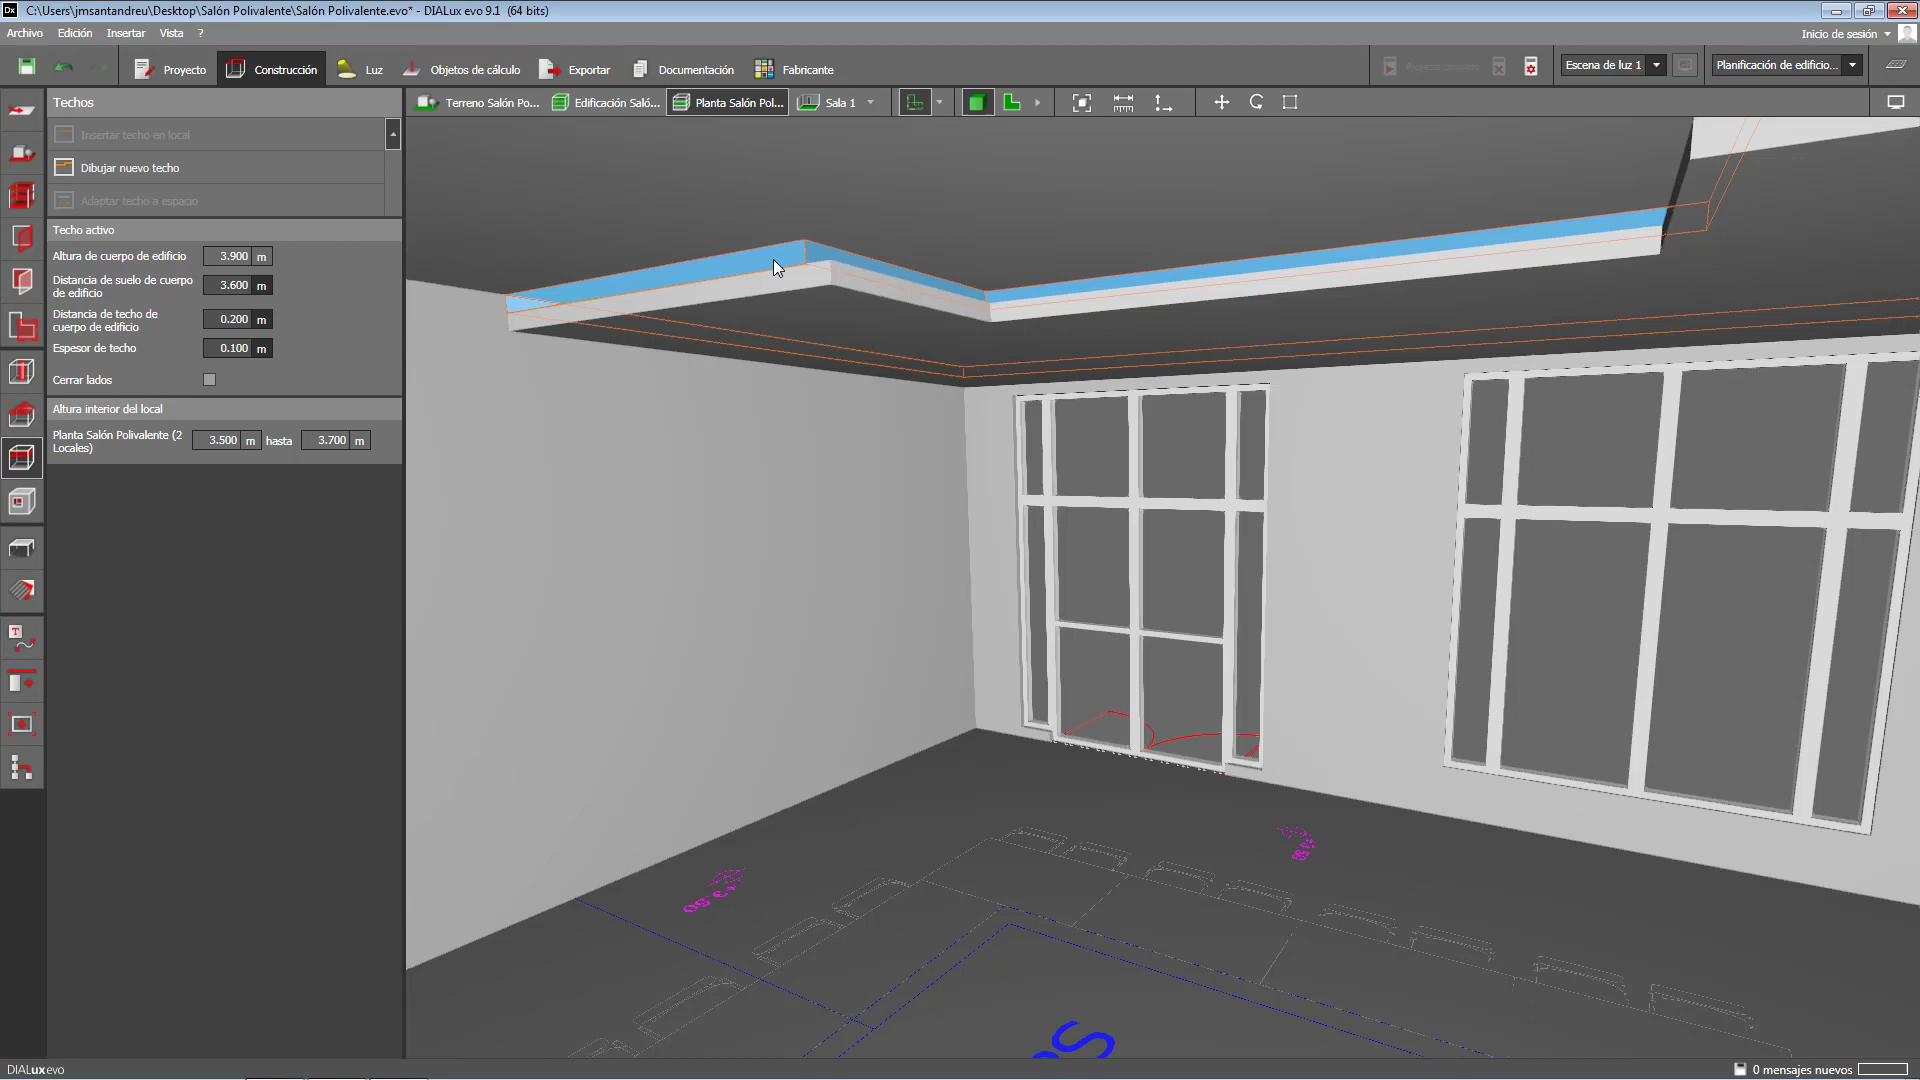 Dx C:\Users\jmsantandreu\Desktop\Salón Polivalente\Salón Polivalente.evo* - DIALux evo 9.1 (64 bits)
Archivo Edición Insertar Vista ? Inicio de sesión
Proyecto Construcción Luz Objetos de cálculo Exportar Documentación Fabricante Escena de luz 1 Planificación de edificio...
Techos Terreno Salón Po... Edificación Saló... Planta Salón Pol... Sala 1
Insertar techo en local
Dibujar nuevo techo
Adaptar techo a espacio
Techo activo
Altura de cuerpo de edificio 3.900 m
Distancia de suelo de cuerpo de edificio 3.600 m
Distancia de techo de cuerpo de edificio 0.200 m
Espesor de techo 0.100 m
Cerrar lados
Altura interior del local
Planta Salón Polivalente (2 Locales) 3.500 m hasta 3.700 m
DIALux evo 0 mensajes nuevos